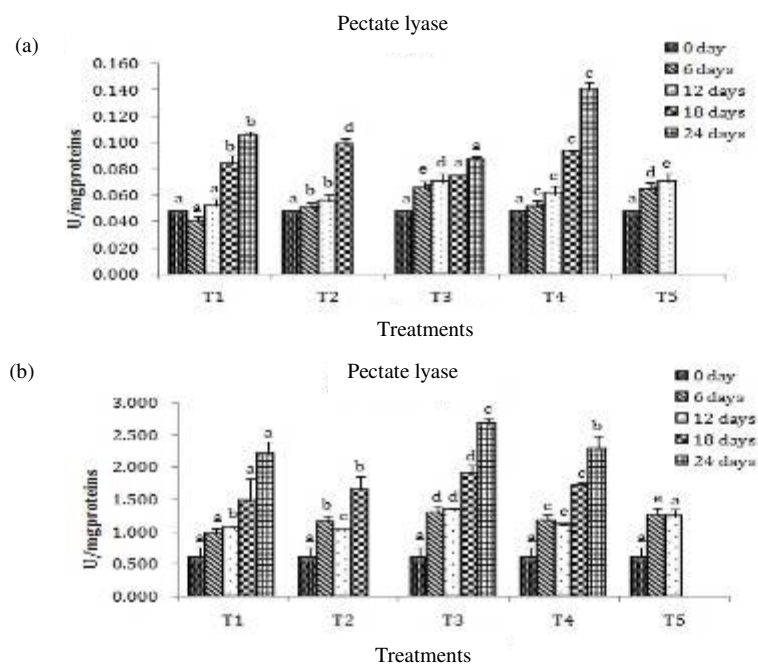 Pectate lyase
(a)
0 day
6 days
12 days
18 days
24 days
U/mgproteins
0.160
0.140
0.120
0.100
0.080
0.060
0.040
0.020
0.000
a a a b b
a b b d
a e d a a
a c c c c
a d e
T1 T2 T3 T4 T5
Treatments
(b)
Pectate lyase
0 day
6 days
12 days
18 days
24 days
U/mgproteins
3.000
2.500
2.000
1.500
1.000
0.500
0.000
a a b a a
a b c b
a d d d c
a c c b
a a
T1 T2 T3 T4 T5
Treatments